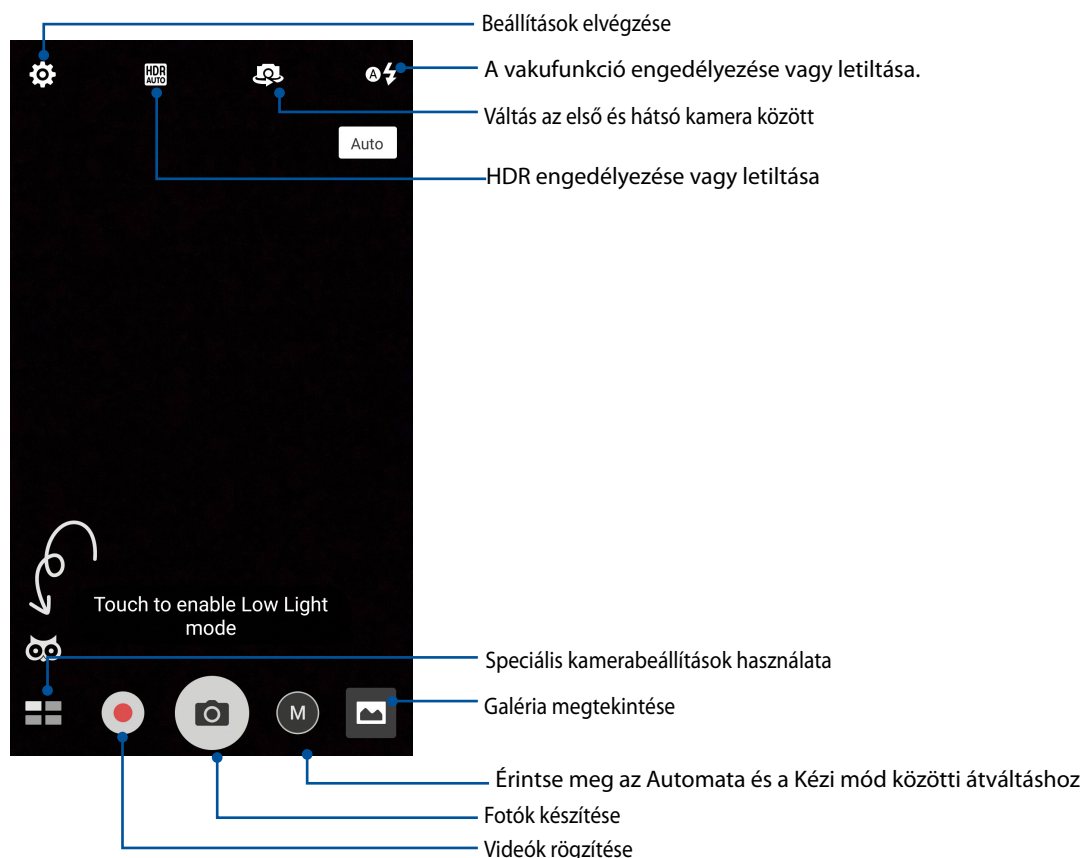 Beállítások elvégzése
HDR
AUTO
A
A vakufunkció engedélyezése vagy letiltása.
Váltás az első és hátsó kamera között
Auto
HDR engedélyezése vagy letiltása
Touch to enable Low Light
mode
Speciális kamerabeállítások használata
M
Galéria megtekintése
Érintse meg az Automata és a Kézi mód közötti átváltáshoz
Fotók készítése
Videók rögzítése